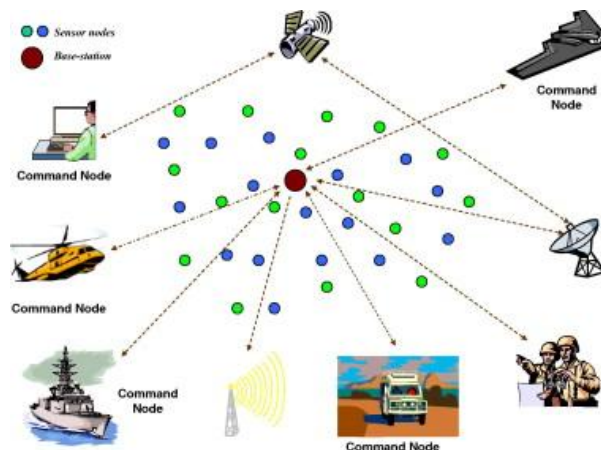 Sensor nodes
Base-station
Command Node
Command Node
Command Node
Command
Node
Command Node